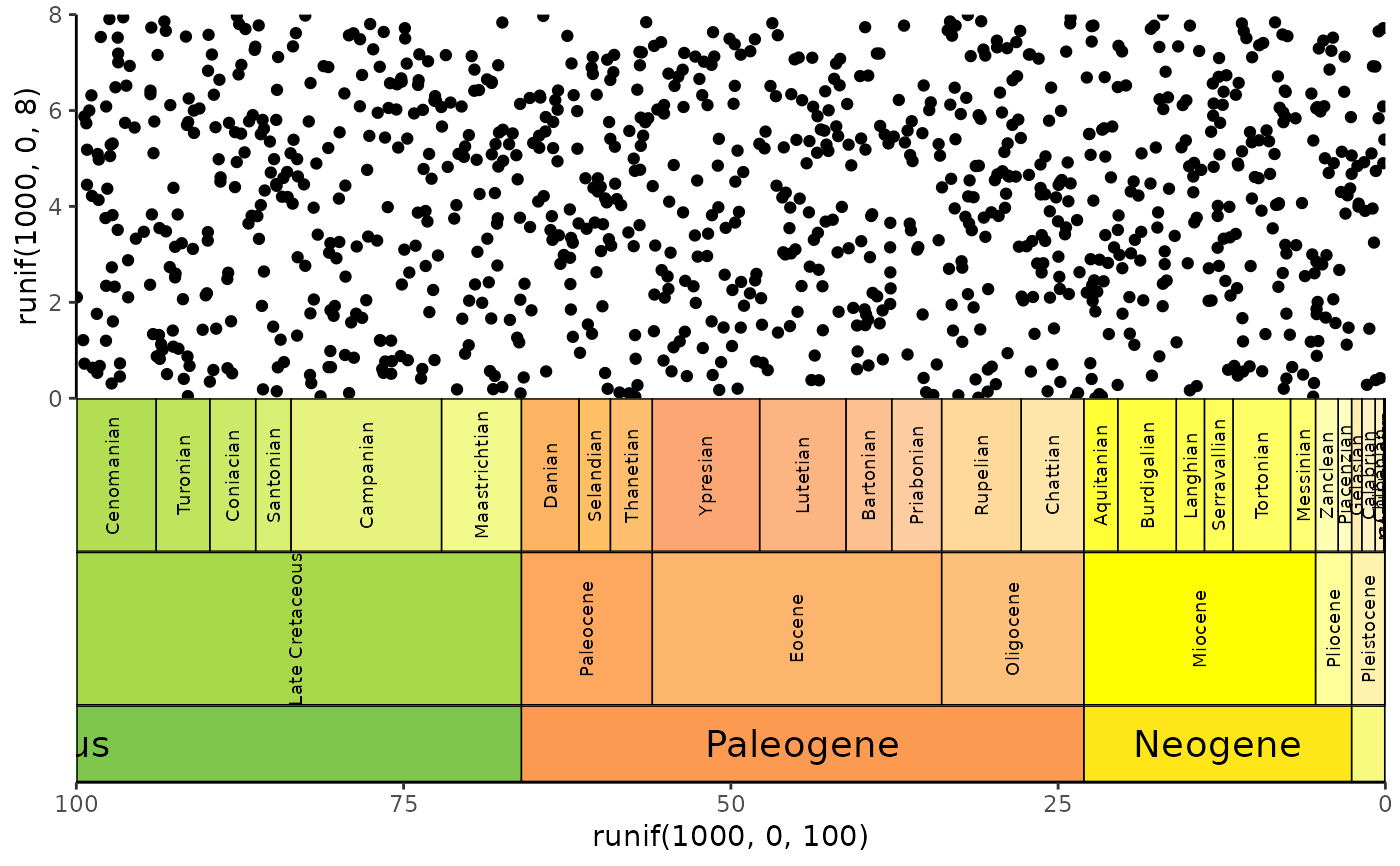 8
6
4
2
0
runif(1000, 0, 8)
Cenomanian
Turonian
Coniacian
Santonian
Campanian
Maastrichtian
Danian
Selandian
Thanetian
Ypresian
Lutetian
Bartonian
Priabonian
Rupelian
Chattian
Aquitanian
Burdigalian
Langhian
Serravallian
Tortonian
Messinian
Zanclean
Piacenzian
Gelasian
Calabrian
Late Cretaceous
Paleocene
Eocene
Oligocene
Miocene
Pliocene
Pleistocene
us
Paleogene
Neogene
100
75
50
25
0
runif(1000, 0, 100)